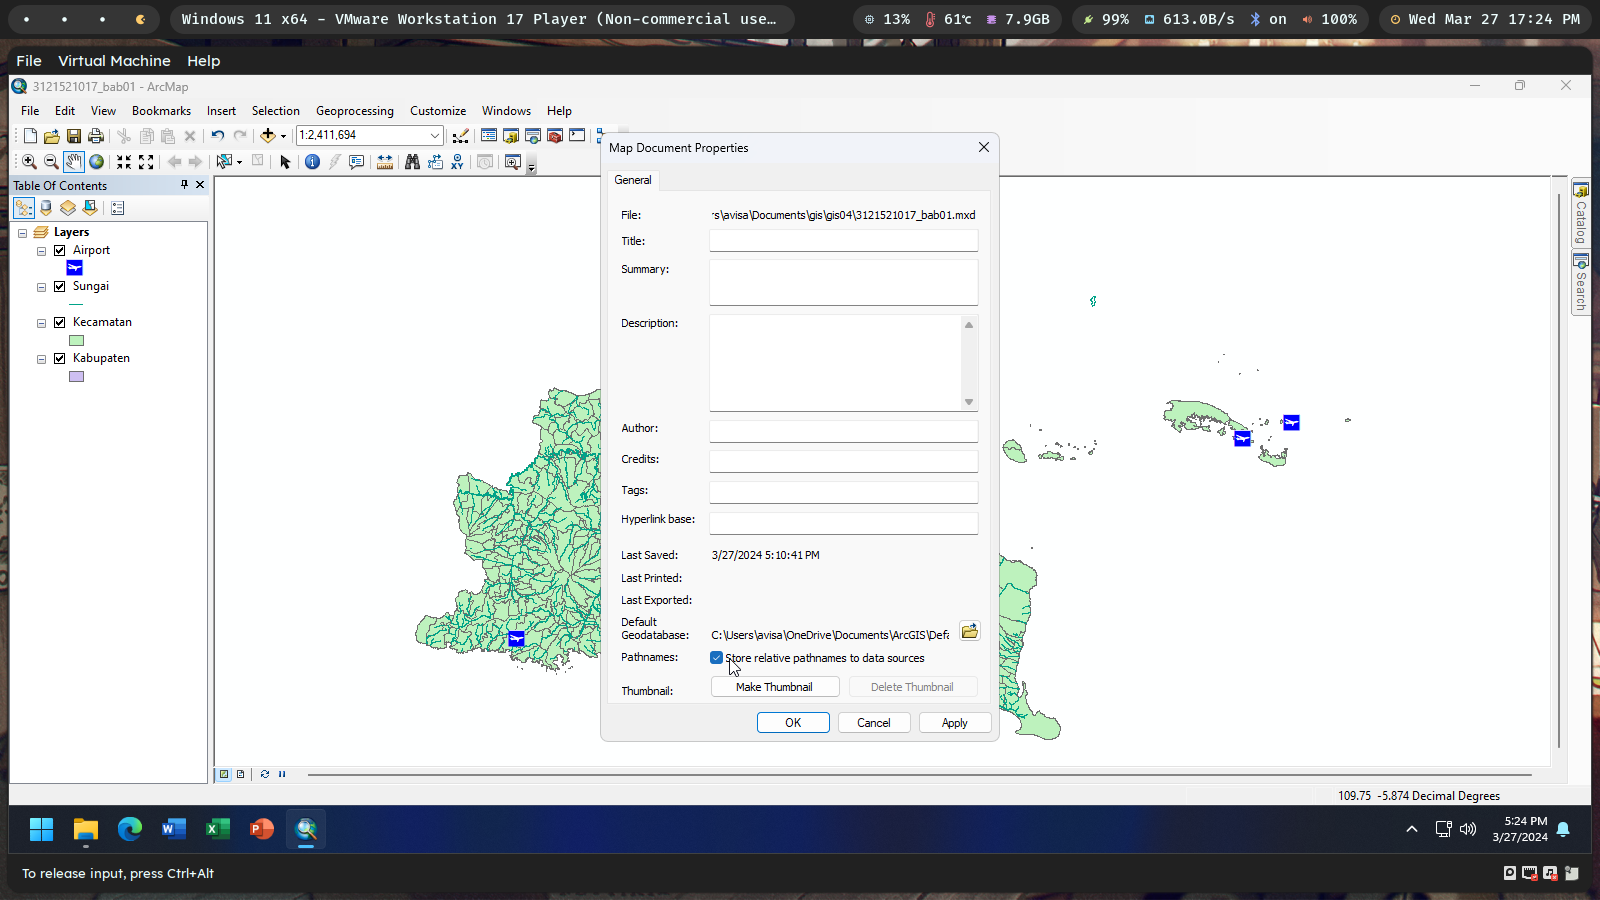 Windows 11 x64 - VMware Workstation 17 Player (Non-commercial use…
13%
61℃
7.9GB
99%
613.0B/s
on
100%
Wed Mar 27 17:24 PM
File Virtual Machine Help
3121521017_bab01 - ArcMap
File Edit View Bookmarks Insert Selection Geoprocessing Customize Windows Help
1:2,411,694
Table Of Contents
Layers
Airport
Sungai
Kecamatan
Kabupaten
Map Document Properties
General
File: rs\avisa\Documents\gis\gis04\3121521017_bab01.mxd
Title:
Summary:
Description:
Author:
Credits:
Tags:
Hyperlink base:
Last Saved: 3/27/2024 5:10:41 PM
Last Printed:
Last Exported:
Default
Geodatabase: C:\Users\avisa\OneDrive\Documents\ArcGIS\Defa
Pathnames: Store relative pathnames to data sources
Thumbnail: Make Thumbnail Delete Thumbnail
OK Cancel Apply
Catalog
Search
109.75 -5.874 Decimal Degrees
5:24 PM
3/27/2024
To release input, press Ctrl+Alt